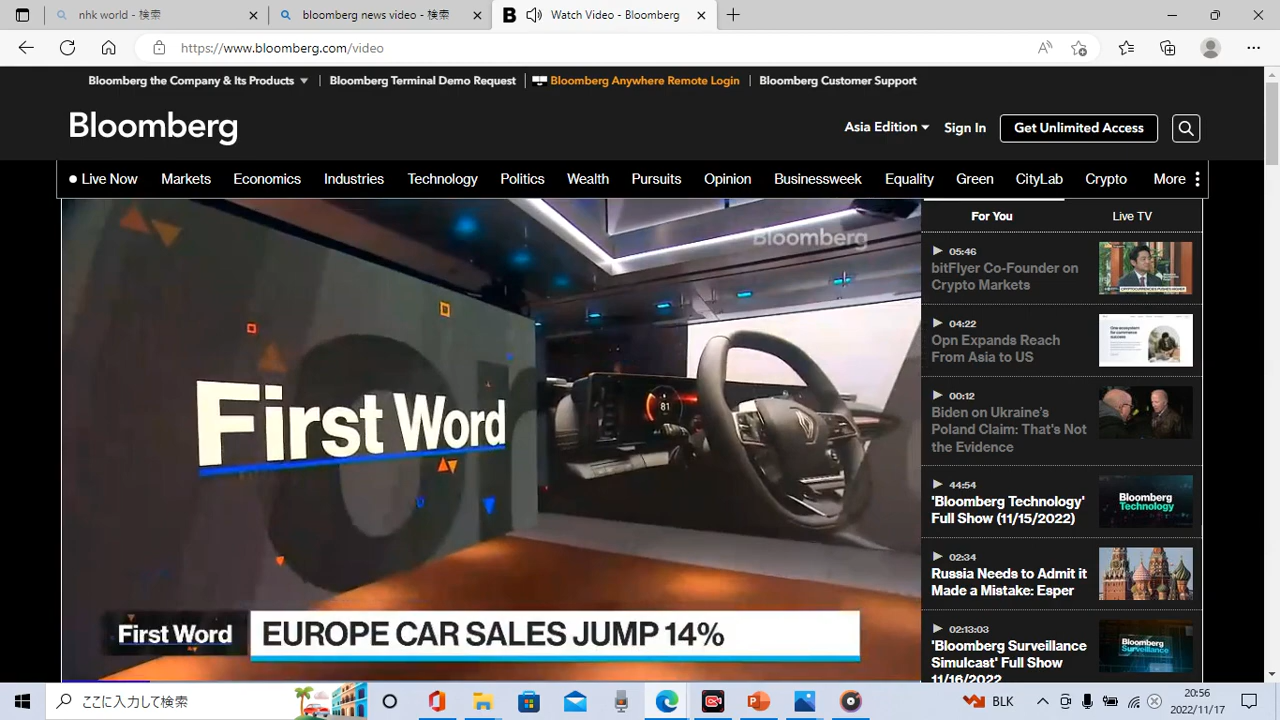 nhk world - 検索
bloomberg news video - 検索
B Watch Video - Bloomberg
https://www.bloomberg.com/video
Bloomberg the Company & Its Products
Bloomberg Terminal Demo Request
Bloomberg Anywhere Remote Login
Bloomberg Customer Support
Bloomberg
Asia Edition
Sign In
Get Unlimited Access
Live Now
Markets
Economics
Industries
Technology
Politics
Wealth
Pursuits
Opinion
Businessweek
Equality
Green
CityLab
Crypto
More
Bloomberg
First Word
81
First Word
EUROPE CAR SALES JUMP 14%
For You
Live TV
05:46
bitFlyer Co-Founder on
Crypto Markets
04:22
Opn Expands Reach
From Asia to US
00:12
Biden on Ukraine's
Poland Claim: That's Not
the Evidence
44:54
'Bloomberg Technology'
Full Show (11/15/2022)
Bloomberg
Technology
02:34
Russia Needs to Admit it
Made a Mistake: Esper
02:13:03
'Bloomberg Surveillance
Simulcast' Full Show
11/16/2022
Bloomberg
Surveillance
ここに入力して検索
BLK
20:56
2022/11/17